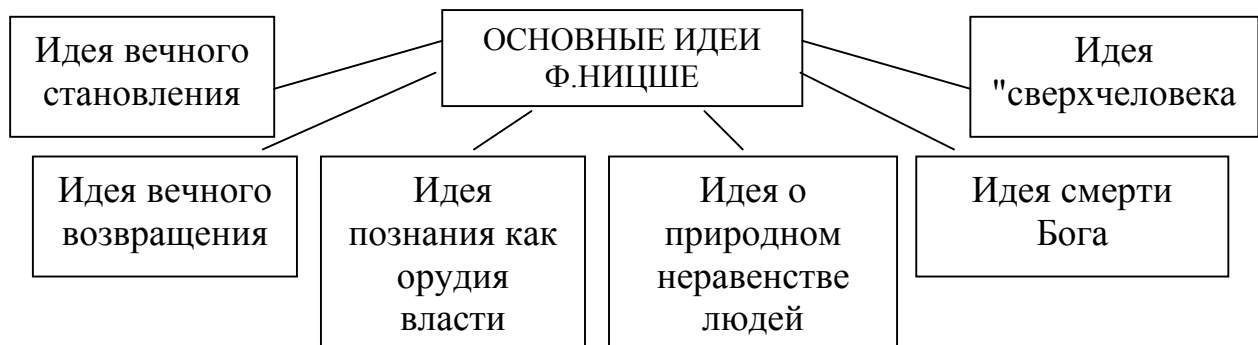 ОСНОВНЫЕ ИДЕИ
Ф.НИЦШЕ
Идея вечного
становления
Идея
"сверхчеловека
Идея вечного
возвращения
Идея
познания как
орудия
власти
Идея о
природном
неравенстве
людей
Идея смерти
Бога